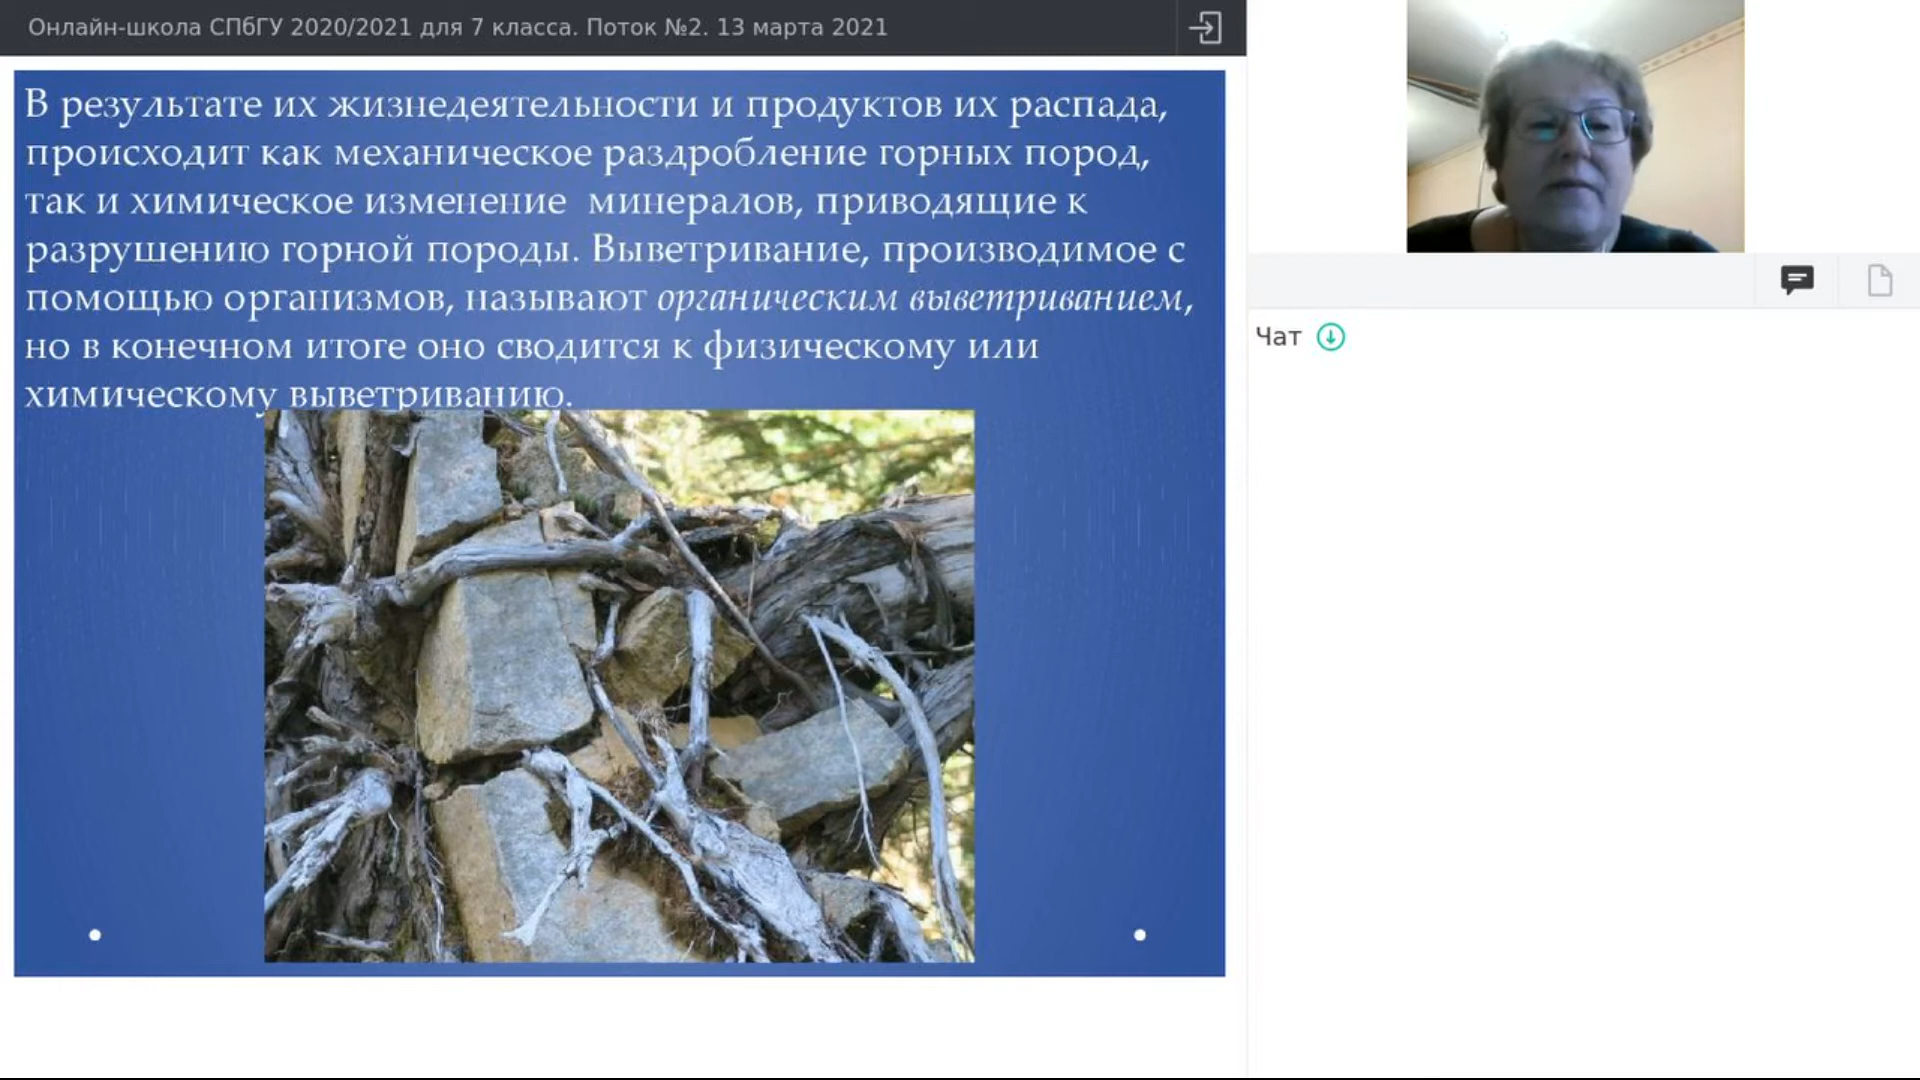 Онлайн-школа СПбГУ 2020/2021 для 7 класса. Поток №2. 13 марта 2021
В результате их жизнедеятельности и продуктов их распада,
происходит как механическое раздробление горных пород,
так и химическое изменение минералов, приводящие к
разрушению горной породы. Выветривание, производимое с
помощью организмов, называют органическим выветриванием,
но в конечном итоге оно сводится к физическому или
химическому выветриванию.
Чат